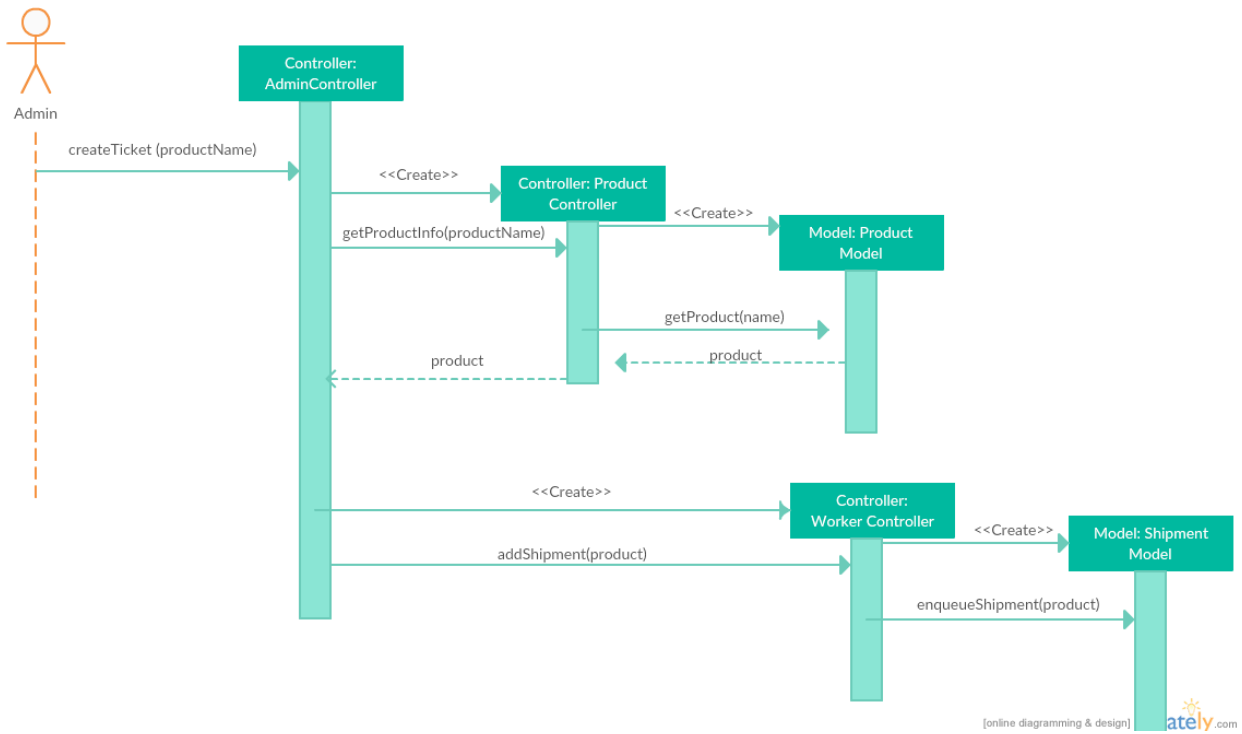 Admin
Controller:
AdminController
createTicket (productName)
<<Create>>
Controller: Product
Controller
<<Create>>
Model: Product
Model
getProductInfo(productName)
getProduct(name)
product
product
<<Create>>
Controller:
Worker Controller
<<Create>>
Model: Shipment
Model
addShipment(product)
enqueueShipment(product)
[online diagramming & design]
ately.com